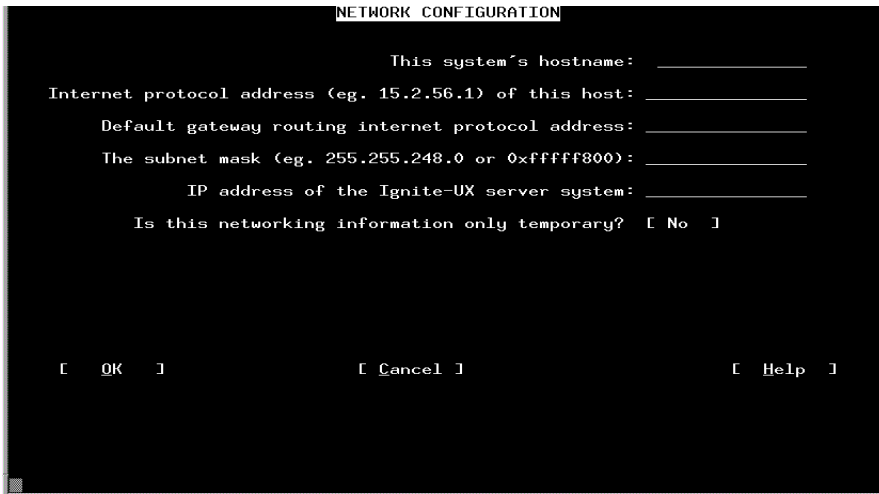 NETWORK CONFIGURATION
This system´s hostname:
Internet protocol address (eg. 15.2.56.1) of this host:
Default gateway routing internet protocol address:
The subnet mask (eg. 255.255.248.0 or 0xfffff800):
IP address of the Ignite-UX server system:
Is this networking information only temporary? [ No ]
[ OK ] [ Cancel ] [ Help ]